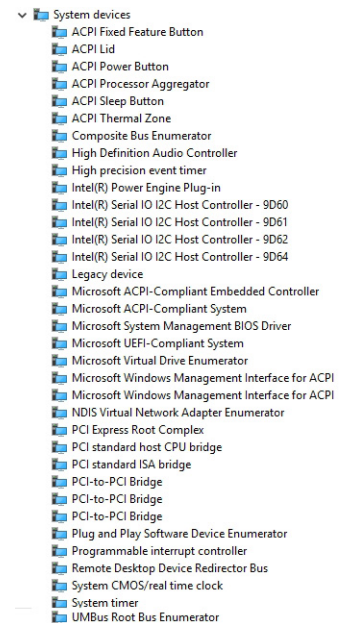 System devices
ACPI Fixed Feature Button
ACPI Lid
ACPI Power Button
ACPI Processor Aggregator
ACPI Sleep Button
ACPI Thermal Zone
Composite Bus Enumerator
High Definition Audio Controller
High precision event timer
Intel(R) Power Engine Plug-in
Intel(R) Serial IO I2C Host Controller - 9D60
Intel(R) Serial IO I2C Host Controller - 9D61
Intel(R) Serial IO I2C Host Controller - 9D62
Intel(R) Serial IO I2C Host Controller - 9D64
Legacy device
Microsoft ACPI-Compliant Embedded Controller
Microsoft ACPI-Compliant System
Microsoft System Management BIOS Driver
Microsoft UEFI-Compliant System
Microsoft Virtual Drive Enumerator
Microsoft Windows Management Interface for ACPI
Microsoft Windows Management Interface for ACPI
NDIS Virtual Network Adapter Enumerator
PCI Express Root Complex
PCI standard host CPU bridge
PCI standard ISA bridge
PCI-to-PCI Bridge
PCI-to-PCI Bridge
PCI-to-PCI Bridge
Plug and Play Software Device Enumerator
Programmable interrupt controller
Remote Desktop Device Redirector Bus
System CMOS/real time clock
System timer
UMBus Root Bus Enumerator